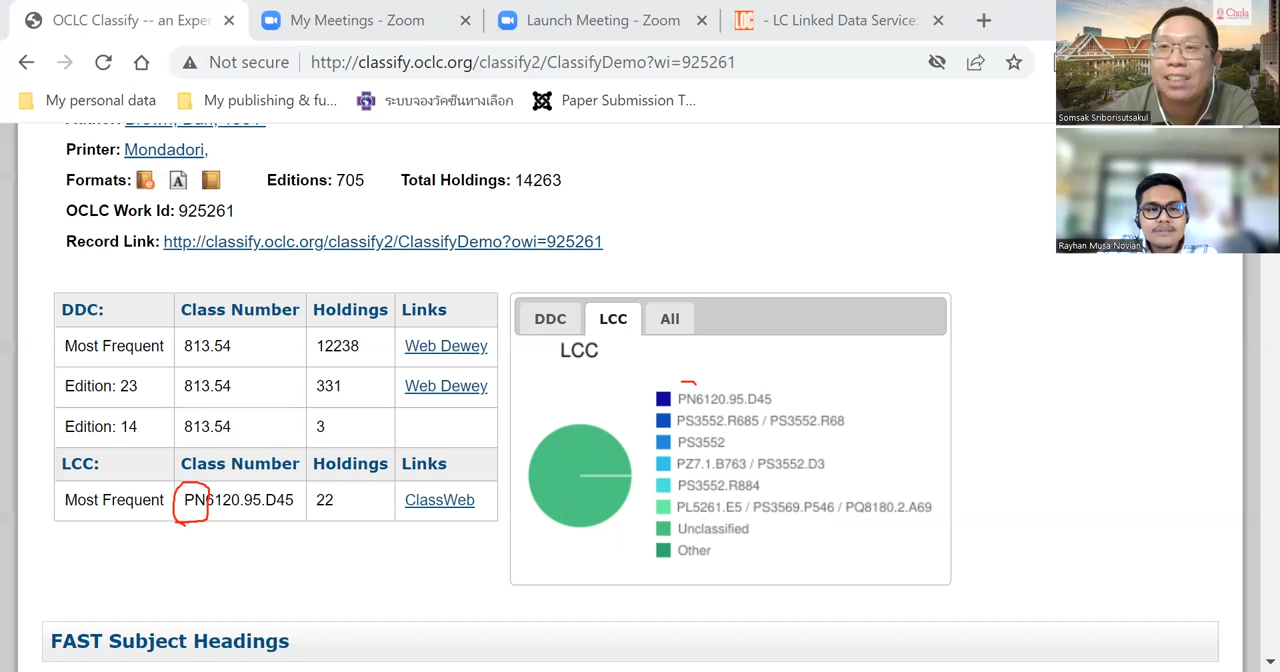 OCLC Classify -- an Exper
My Meetings - Zoom
Launch Meeting - Zoom
LOC - LC Linked Data Service:
Chula
Not secure http://classify.oclc.org/classify2/ClassifyDemo?wi=925261
My personal data My publishing & fu... ระบบจองวัคซีนทางเลือก Paper Submission T...
Somsak Sriborisutsakul
Printer: Mondadori,
Formats: Editions: 705 Total Holdings: 14263
OCLC Work Id: 925261
Record Link: http://classify.oclc.org/classify2/ClassifyDemo?owi=925261
Rayhan Musa Novian
DDC: Class Number Holdings Links
Most Frequent 813.54 12238 Web Dewey
Edition: 23 813.54 331 Web Dewey
Edition: 14 813.54 3
LCC: Class Number Holdings Links
Most Frequent PN6120.95.D45 22 ClassWeb
DDC LCC All
LCC
PN6120.95.D45
PS3552.R685 / PS3552.R68
PS3552
PZ7.1.B763 / PS3552.D3
PS3552.R884
PL5261.E5 / PS3569.P546 / PQ8180.2.A69
Unclassified
Other
FAST Subject Headings